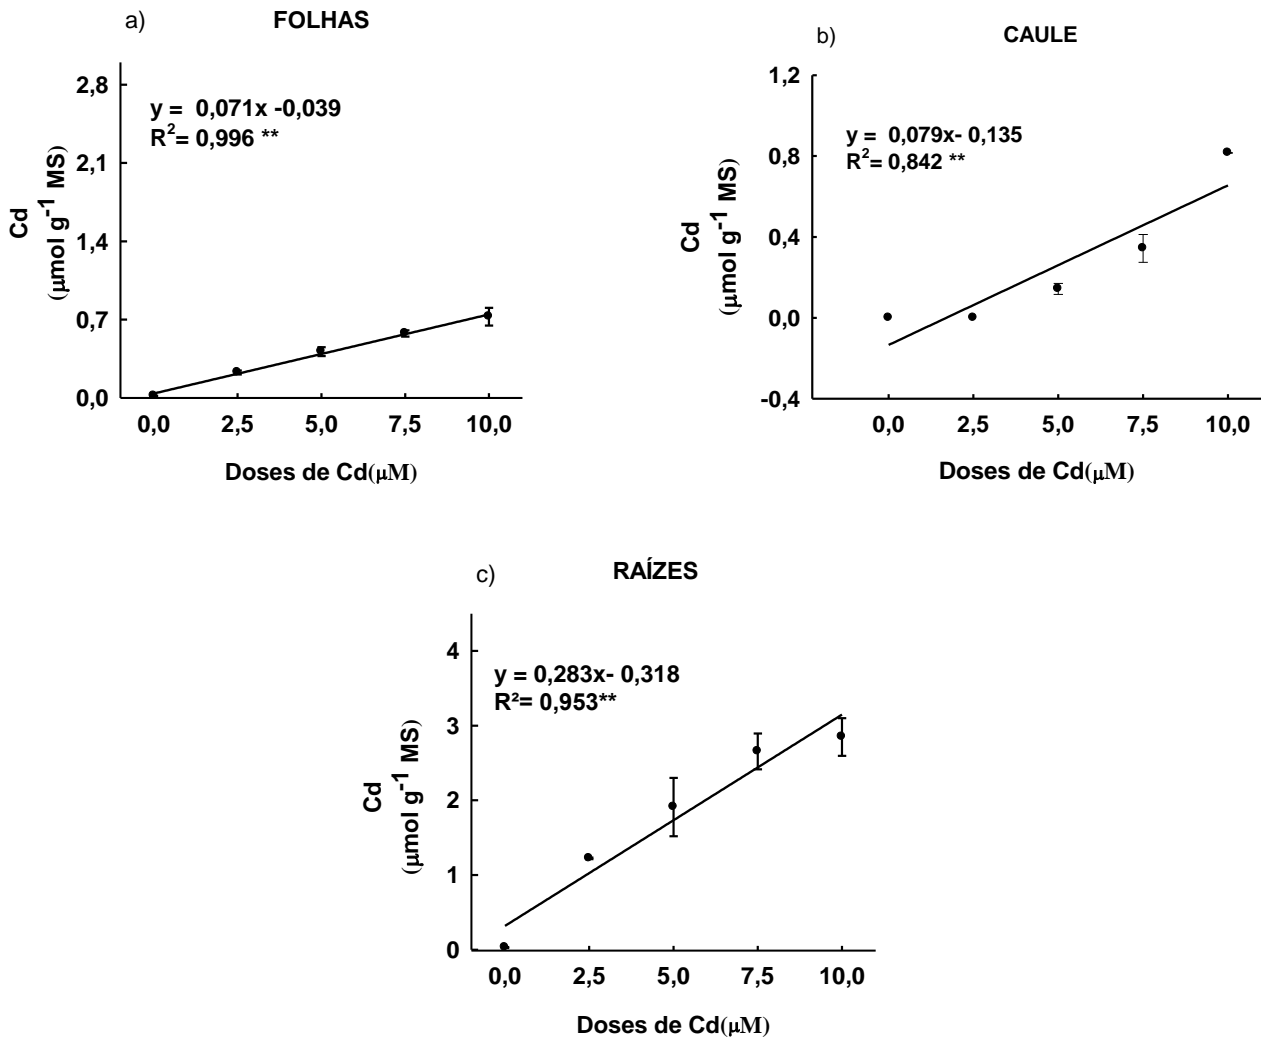 a)
FOLHAS
2,8
2,1
1,4
0,7
0,0
y = 0,071x -0,039
R²= 0,996 **
Cd
(μmol g⁻¹ MS)
0,0 2,5 5,0 7,5 10,0
Doses de Cd(μM)
b)
CAULE
1,2
0,8
0,4
0,0
-0,4
y = 0,079x- 0,135
R²= 0,842 **
Cd
(μmol g⁻¹ MS)
0,0 2,5 5,0 7,5 10,0
Doses de Cd(μM)
c)
RAÍZES
4
3
2
1
0
y = 0,283x- 0,318
R²= 0,953**
Cd
(μmol g⁻¹ MS)
0,0 2,5 5,0 7,5 10,0
Doses de Cd(μM)